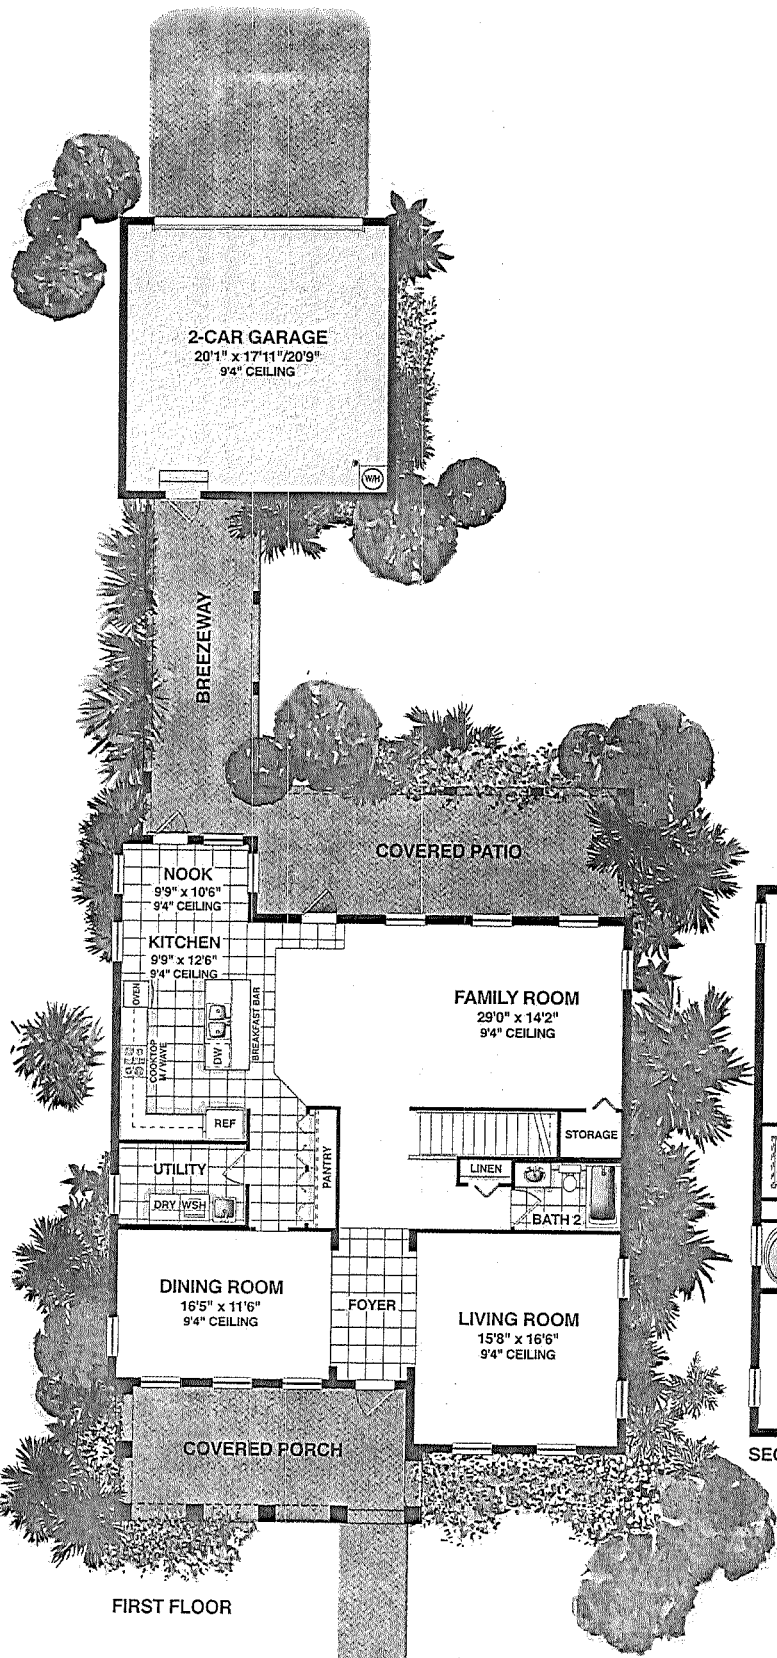 2-CAR GARAGE
20'1" x 17'11"/20'9"
9'4" CEILING
W/H
BREEZEWAY
COVERED PATIO
NOOK
9'9" x 10'6"
9'4" CEILING
KITCHEN
9'9" x 12'6"
9'4" CEILING
OVEN
COOKTOP
M/WAVE
DW
BREAKFAST BAR
REF
FAMILY ROOM
29'0" x 14'2"
9'4" CEILING
STORAGE
PANTRY
LINEN
UTILITY
DRY
WSH
BATH 2
DINING ROOM
16'5" x 11'6"
9'4" CEILING
FOYER
LIVING ROOM
15'8" x 16'6"
9'4" CEILING
COVERED PORCH
SEC
FIRST FLOOR